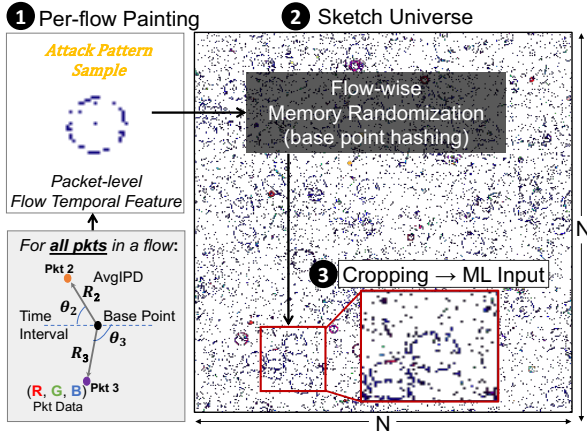 1 Per-flow Painting
Attack Pattern
Sample
Packet-level
Flow Temporal Feature
For all pkts in a flow:
Pkt 2
AvgIPD
R2
θ2
Time
Interval
Base Point
θ3
R3
Pkt 3
(R, G, B)
Pkt Data
2 Sketch Universe
Flow-wise
Memory Randomization
(base point hashing)
3 Cropping → ML Input
N
N